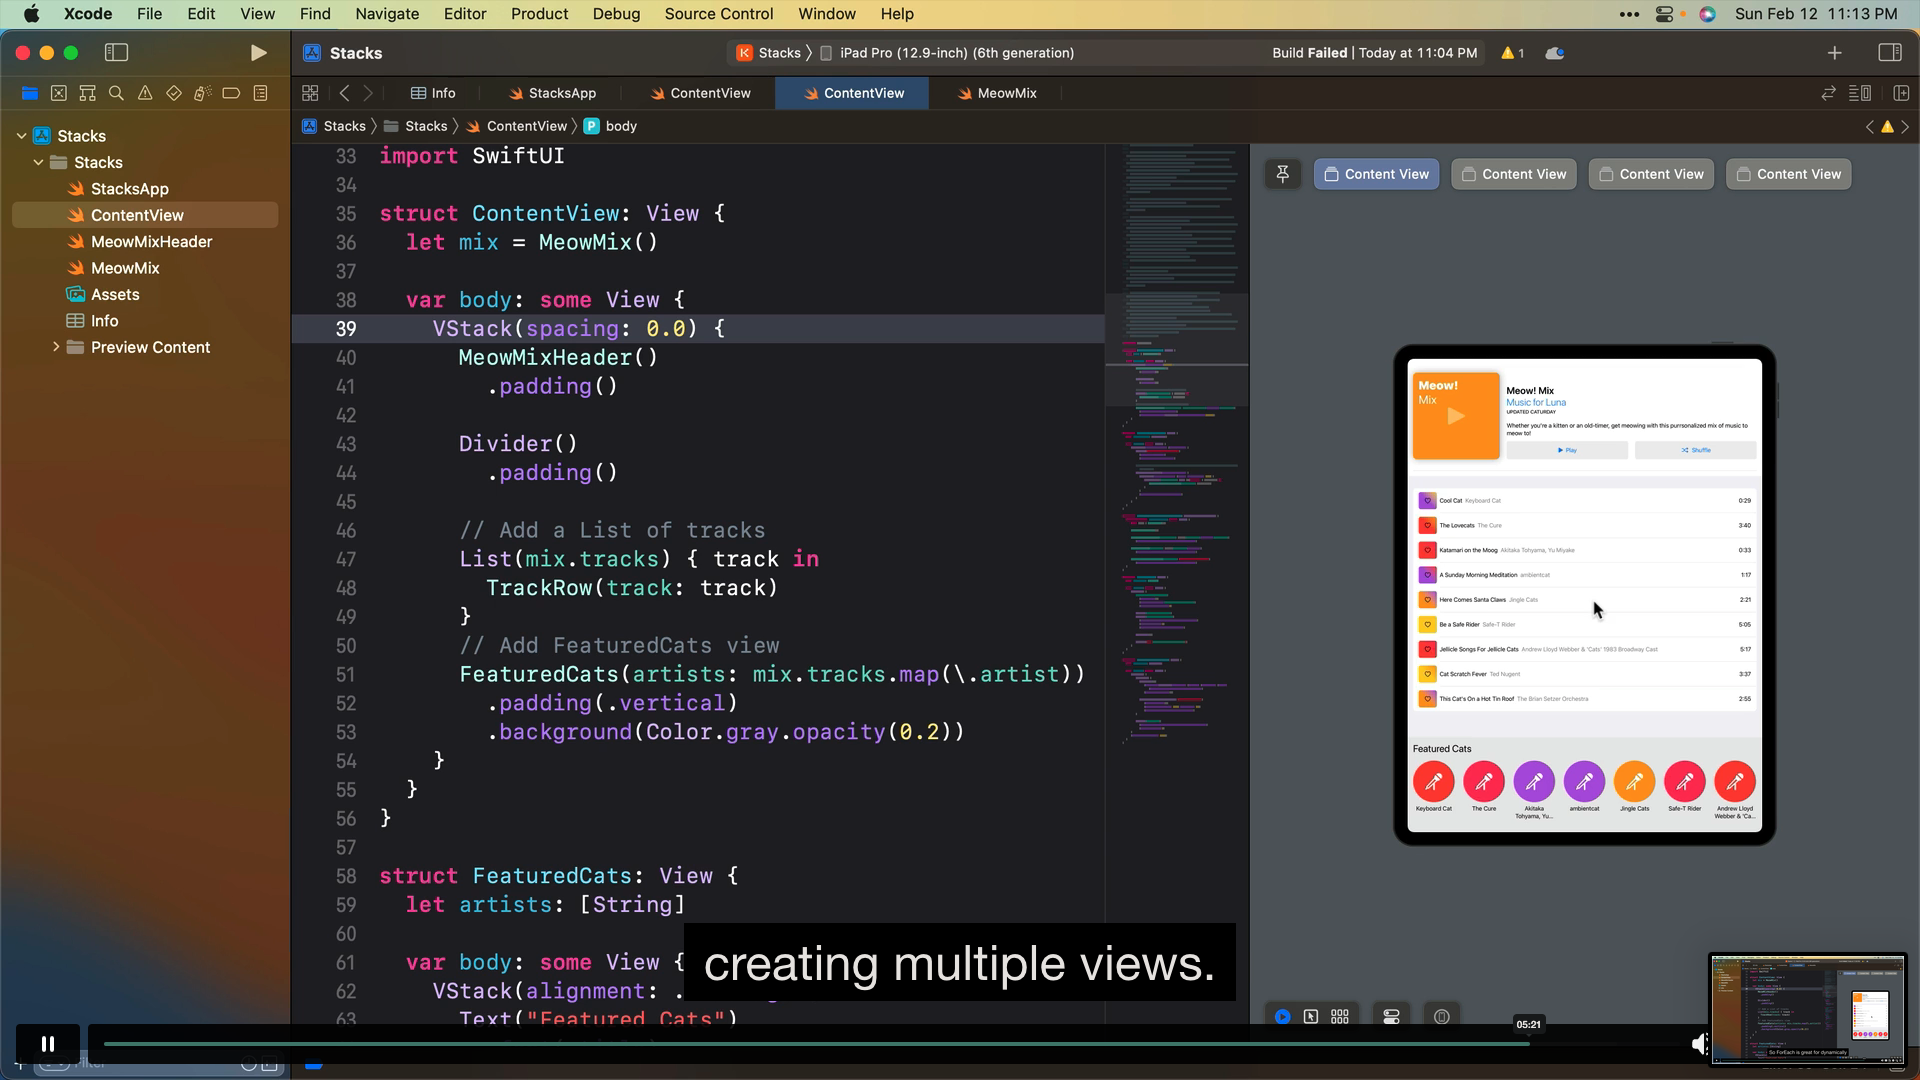 Xcode File Edit View Find Navigate Editor Product Debug Source Control Window Help
Sun Feb 12 11:13 PM
Stacks
Stacks iPad Pro (12.9-inch) (6th generation)
Build Failed | Today at 11:04 PM
1
Info StacksApp ContentView ContentView MeowMix
Stacks Stacks ContentView P body
Stacks
Stacks
StacksApp
ContentView
MeowMixHeader
MeowMix
Assets
Info
Preview Content
33 import SwiftUI
34
35 struct ContentView: View {
36 let mix = MeowMix()
37
38 var body: some View {
39 VStack(spacing: 0.0) {
40 MeowMixHeader()
41 .padding()
42
43 Divider()
44 .padding()
45
46 // Add a List of tracks
47 List(mix.tracks) { track in
48 TrackRow(track: track)
49 }
50 // Add FeaturedCats view
51 FeaturedCats(artists: mix.tracks.map(\.artist))
52 .padding(.vertical)
53 .background(Color.gray.opacity(0.2))
54 }
55 }
56 }
57
58 struct FeaturedCats: View {
59 let artists: [String]
60
61 var body: some View {
62 VStack(alignment: .
63 Text("Featured Cats")
Content View Content View Content View Content View
Meow!
Mix
Meow! Mix
Music for Luna
UPDATED CATURDAY
Whether you're a kitten or an old-timer, get meowing with this purrsonalized mix of music to
meow to!
Play Shuffle
Cool Cat Keyboard Cat 0:29
The Lovecats The Cure 3:40
Katamari on the Moog Akitaka Tohyama, Yu Miyake 0:33
A Sunday Morning Meditation ambientcat 1:17
Here Comes Santa Claws Jingle Cats 2:21
Be a Safe Rider Safe-T Rider 5:05
Jellicle Songs For Jellicle Cats Andrew Lloyd Webber & 'Cats' 1983 Broadway Cast 5:17
Cat Scratch Fever Ted Nugent 3:37
This Cat's On a Hot Tin Roof The Brian Setzer Orchestra 2:55
Featured Cats
Keyboard Cat The Cure Akitaka ambientcat Jingle Cats Safe-T Rider Andrew Lloyd
Tohyama, Yu... Webber & 'Ca...
creating multiple views.
05:21
So ForEach is great for dynamically
Filter